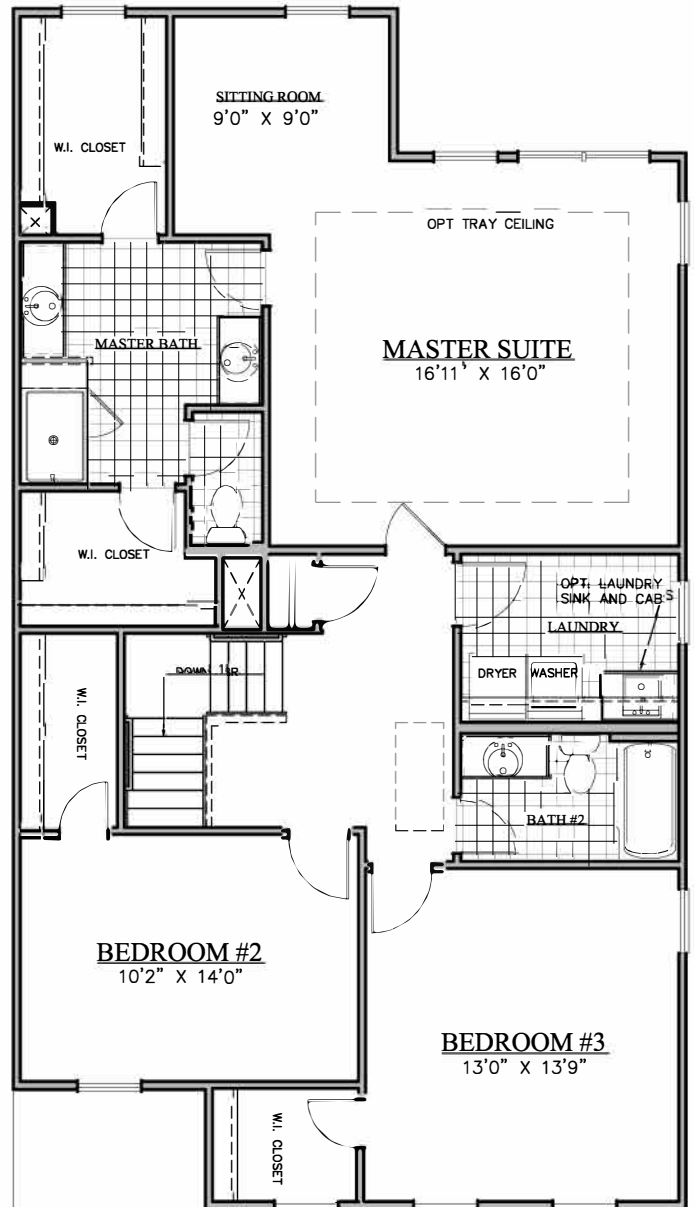 SITTING ROOM
9'0" X 9'0"
W.I. CLOSET
OPT TRAY CEILING
MASTER BATH
MASTER SUITE
16'11' X 16'0"
W.I. CLOSET
OPT. LAUNDRY
SINK AND CABS
LAUNDRY
DRYER
WASHER
W.I. CLOSET
BATH #2
BEDROOM #2
10'2" X 14'0"
BEDROOM #3
13'0" X 13'9"
W.I. CLOSET